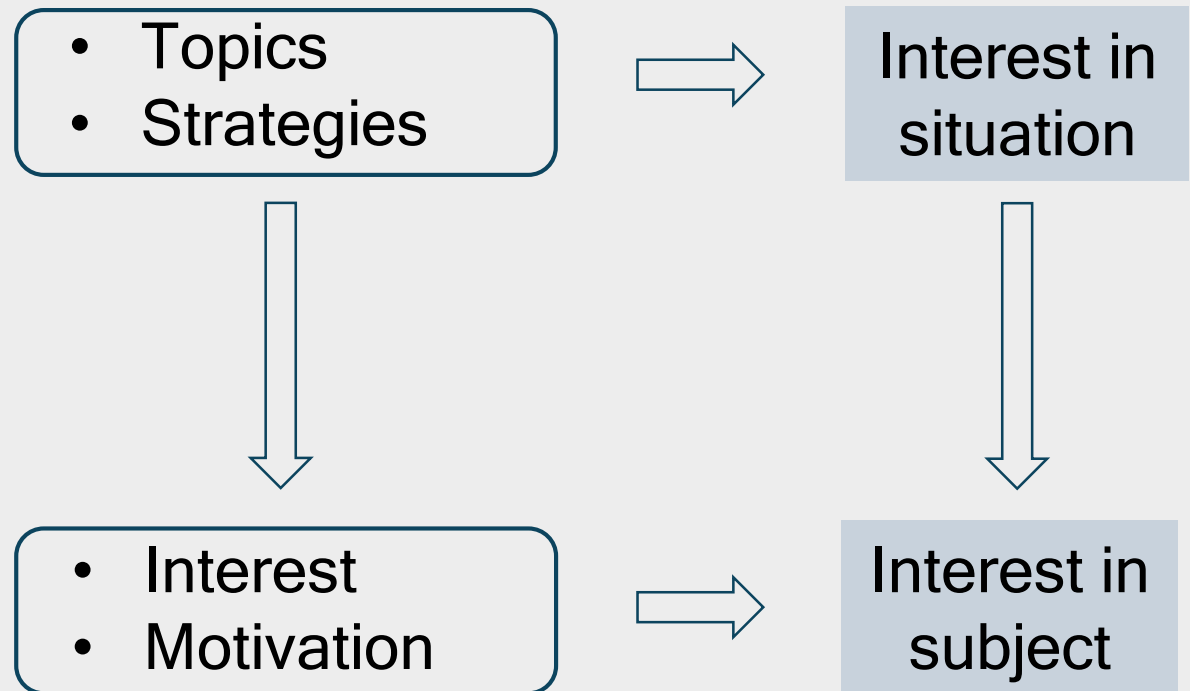 • Topics
• Strategies
Interest in
situation
• Interest
• Motivation
Interest in
subject